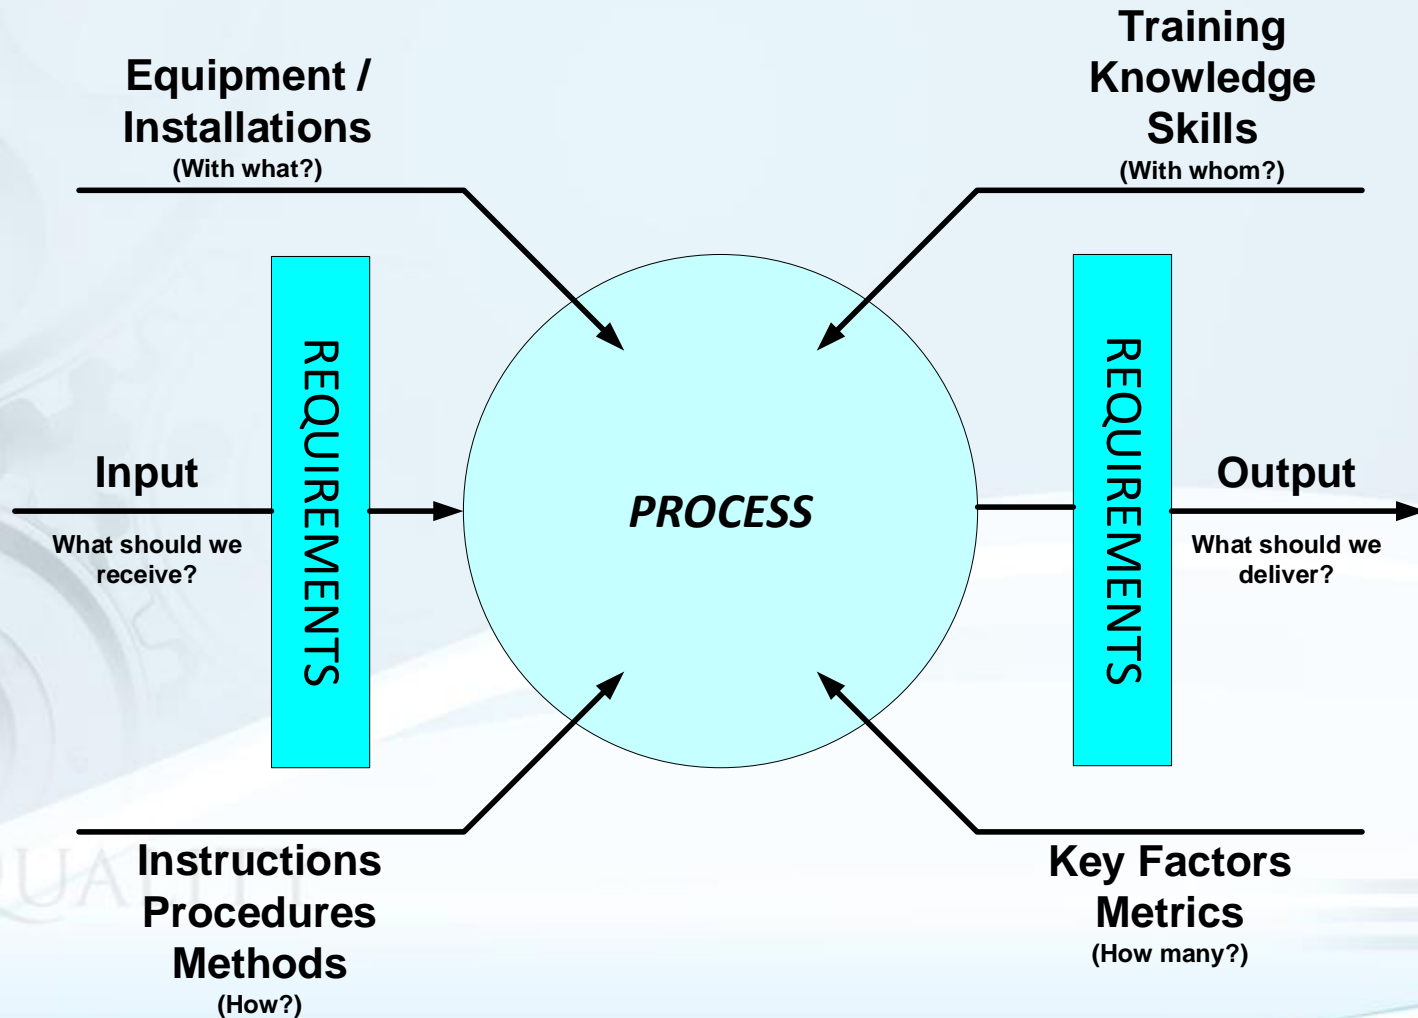 Equipment /
Installations
(With what?)
Training
Knowledge
Skills
(With whom?)
REQUIREMENTS
REQUIREMENTS
Input
What should we
receive?
PROCESS
Output
What should we
deliver?
Instructions
Procedures
Methods
(How?)
Key Factors
Metrics
(How many?)
QUALITY